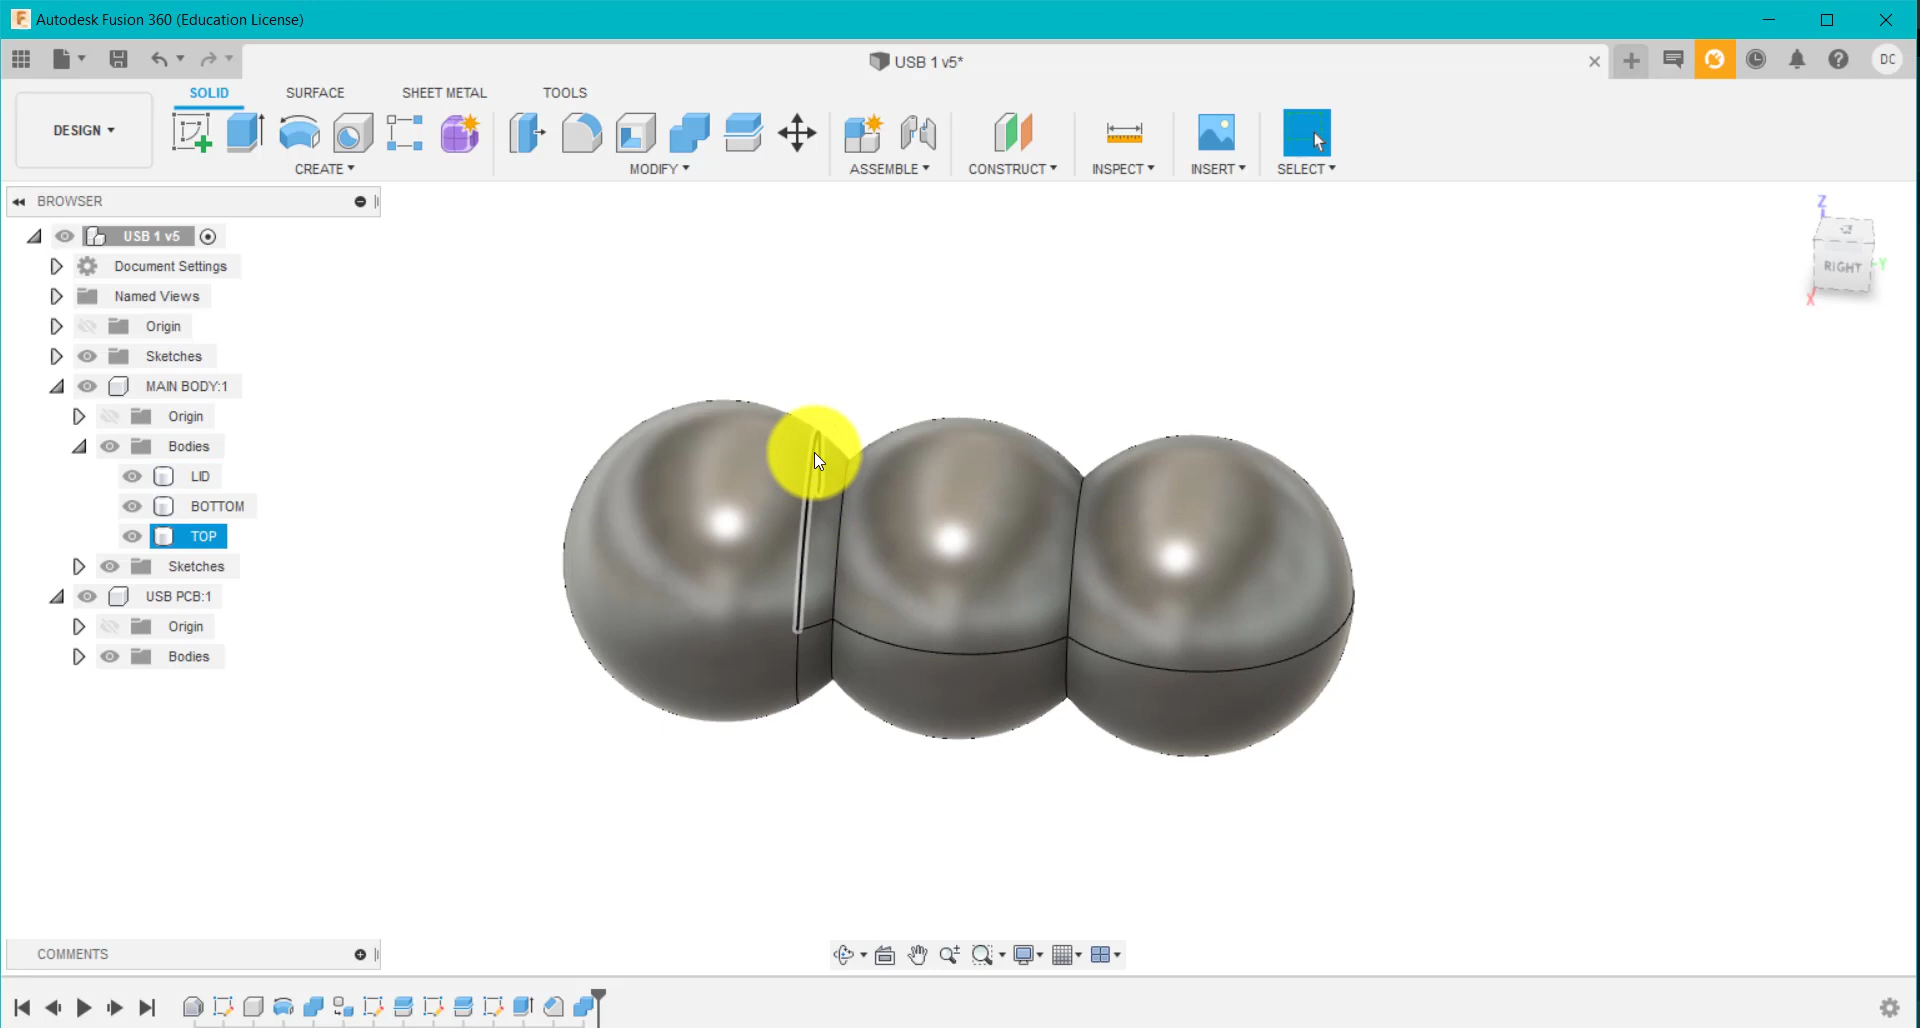 Autodesk Fusion 360 (Education License)
USB 1 v5*
DC
DESIGN
SOLID
SURFACE
SHEET METAL
TOOLS
CREATE
MODIFY
ASSEMBLE
CONSTRUCT
INSPECT
INSERT
SELECT
BROWSER
USB 1 v5
Document Settings
Named Views
Origin
Sketches
MAIN BODY:1
Origin
Bodies
LID
BOTTOM
TOP
Sketches
USB PCB:1
Origin
Bodies
Z
RIGHT
Y
X
COMMENTS